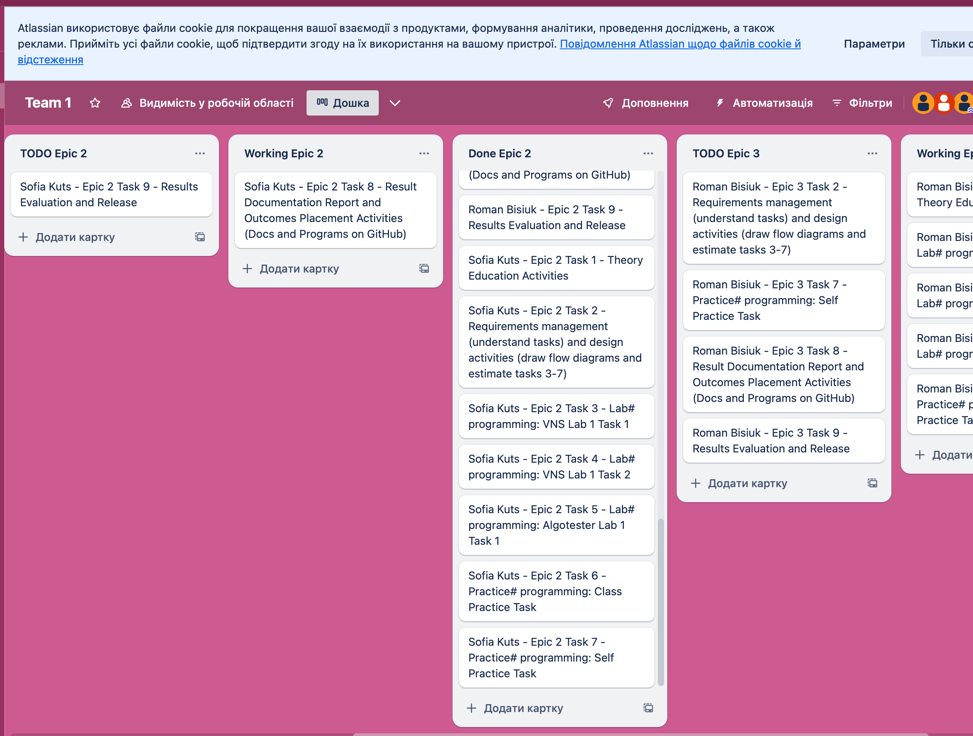 Atlassian використовує файли cookie для покращення вашої взаємодії з продуктами, формування аналітики, проведення досліджень, а також
реклами. Прийміть усі файли cookie, щоб підтвердити згоду на їх використання на вашому пристрої. Повідомлення Atlassian щодо файлів cookie й
відстеження
Параметри
Тільки
Team 1
Видимість у робочій області
Дошка
Доповнення
Автоматизація
Фільтри
TODO Epic 2
Sofia Kuts - Epic 2 Task 9 - Results
Evaluation and Release
Додати картку
Working Epic 2
Sofia Kuts - Epic 2 Task 8 - Result
Documentation Report and
Outcomes Placement Activities
(Docs and Programs on GitHub)
Додати картку
Done Epic 2
(Docs and Programs on GitHub)
Roman Bisiuk - Epic 2 Task 9 -
Results Evaluation and Release
Sofia Kuts - Epic 2 Task 1 - Theory
Education Activities
Sofia Kuts - Epic 2 Task 2 -
Requirements management
(understand tasks) and design
activities (draw flow diagrams and
estimate tasks 3-7)
Sofia Kuts - Epic 2 Task 3 - Lab#
programming: VNS Lab 1 Task 1
Sofia Kuts - Epic 2 Task 4 - Lab#
programming: VNS Lab 1 Task 2
Sofia Kuts - Epic 2 Task 5 - Lab#
programming: Algotester Lab 1
Task 1
Sofia Kuts - Epic 2 Task 6 -
Practice# programming: Class
Practice Task
Sofia Kuts - Epic 2 Task 7 -
Practice# programming: Self
Practice Task
Додати картку
TODO Epic 3
Roman Bisiuk - Epic 3 Task 2 -
Requirements management
(understand tasks) and design
activities (draw flow diagrams and
estimate tasks 3-7)
Roman Bisiuk - Epic 3 Task 7 -
Practice# programming: Self
Practice Task
Roman Bisiuk - Epic 3 Task 8 -
Result Documentation Report and
Outcomes Placement Activities
(Docs and Programs on GitHub)
Roman Bisiuk - Epic 3 Task 9 -
Results Evaluation and Release
Додати картку
Working
Roman
Theory
Roman
Lab#
Roman
Lab#
Roman
Lab#
Roman
Practice#
Practice
Додати